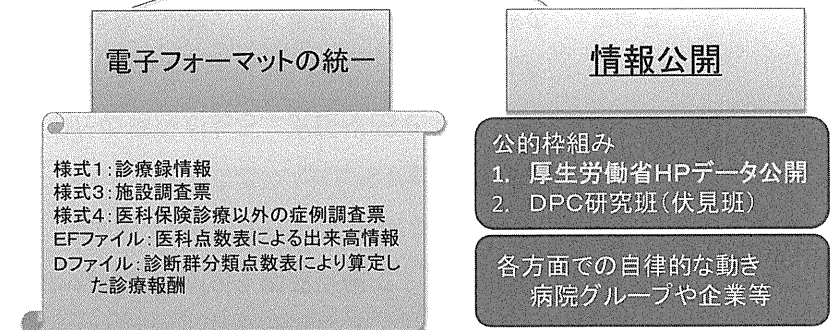 電子フォーマットの統一
様式1:診療録情報
様式3:施設調査票
様式4:医科保険診療以外の症例調査票
EFファイル:医科点数表による出来高情報
Dファイル:診断群分類点数表により算定し
た診療報酬
情報公開
公的枠組み
1. 厚生労働省HPデータ公開
2. DPC研究班(伏見班)
各方面での自律的な動き
病院グループや企業等